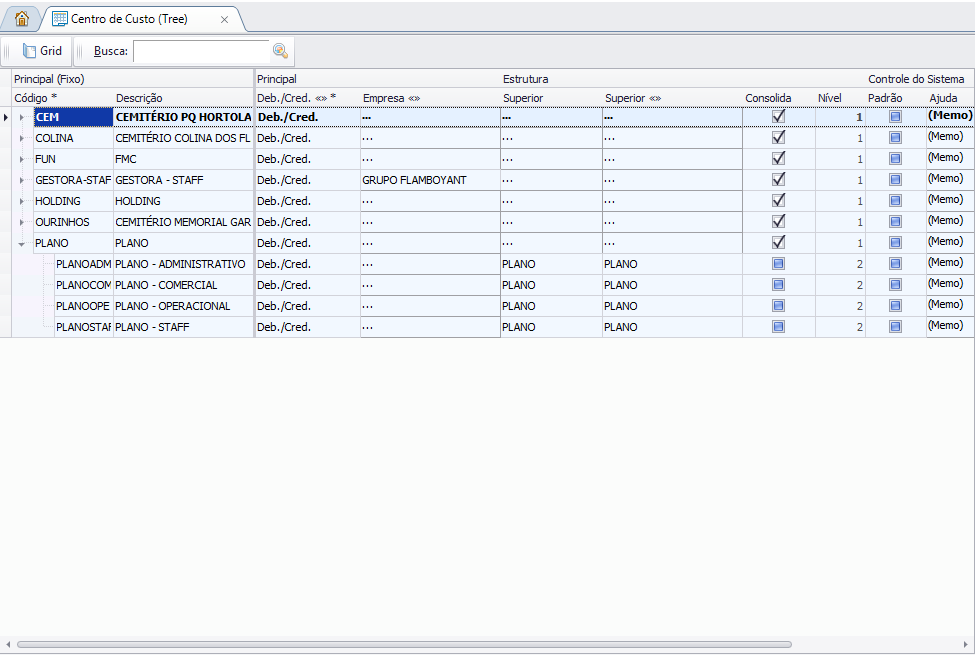 Centro de Custo (Tree)
Grid Busca:
Principal (Fixo) Principal Estrutura Controle do Sistema
Código * Descrição Deb./Cred. «» * Empresa «» Superior Superior «» Consolida Nível Padrão Ajuda
CEM CEMITÉRIO PQ HORTOLA Deb./Cred. ... ... ... 1 (Memo)
COLINA CEMITÉRIO COLINA DOS FL Deb./Cred. ... ... ... 1 (Memo)
FUN FMC Deb./Cred. ... ... ... 1 (Memo)
GESTORA-STAF GESTORA - STAFF Deb./Cred. GRUPO FLAMBOYANT ... ... 1 (Memo)
HOLDING HOLDING Deb./Cred. ... ... ... 1 (Memo)
OURINHOS CEMITÉRIO MEMORIAL GAR Deb./Cred. ... ... ... 1 (Memo)
PLANO PLANO Deb./Cred. ... ... ... 1 (Memo)
PLANOADM PLANO - ADMINISTRATIVO Deb./Cred. ... PLANO PLANO 2 (Memo)
PLANOCOM PLANO - COMERCIAL Deb./Cred. ... PLANO PLANO 2 (Memo)
PLANOOPE PLANO - OPERACIONAL Deb./Cred. ... PLANO PLANO 2 (Memo)
PLANOSTAF PLANO - STAFF Deb./Cred. ... PLANO PLANO 2 (Memo)